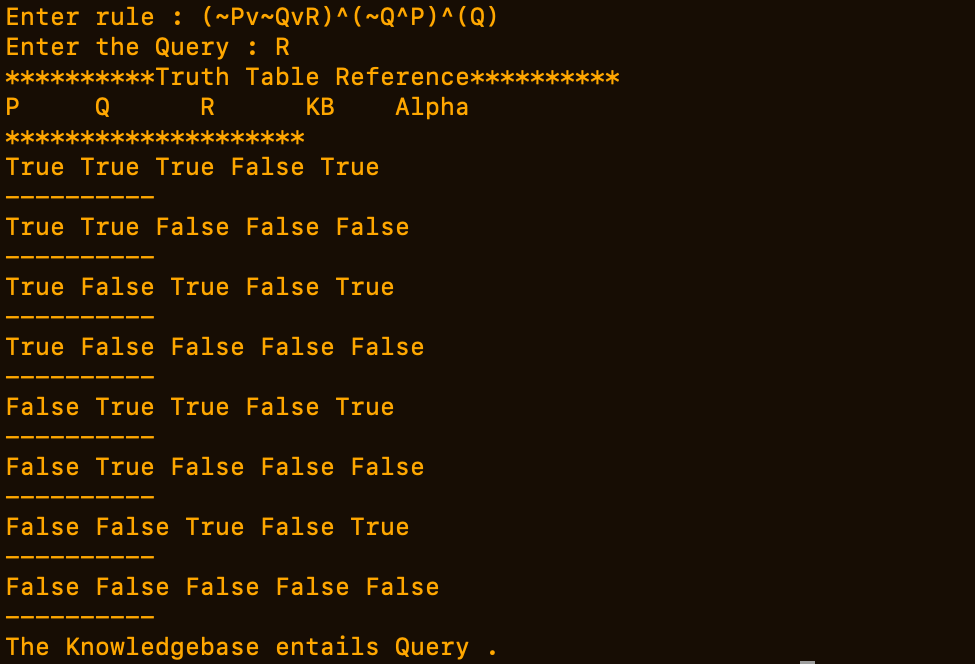 Enter rule : (~Pv~QvR)^(~Q^P)^(Q)
Enter the Query : R
**********Truth Table Reference**********
P     Q      R      KB    Alpha
********************
True True True False True
----------
True True False False False
----------
True False True False True
----------
True False False False False
----------
False True True False True
----------
False True False False False
----------
False False True False True
----------
False False False False False
----------
The Knowledgebase entails Query .